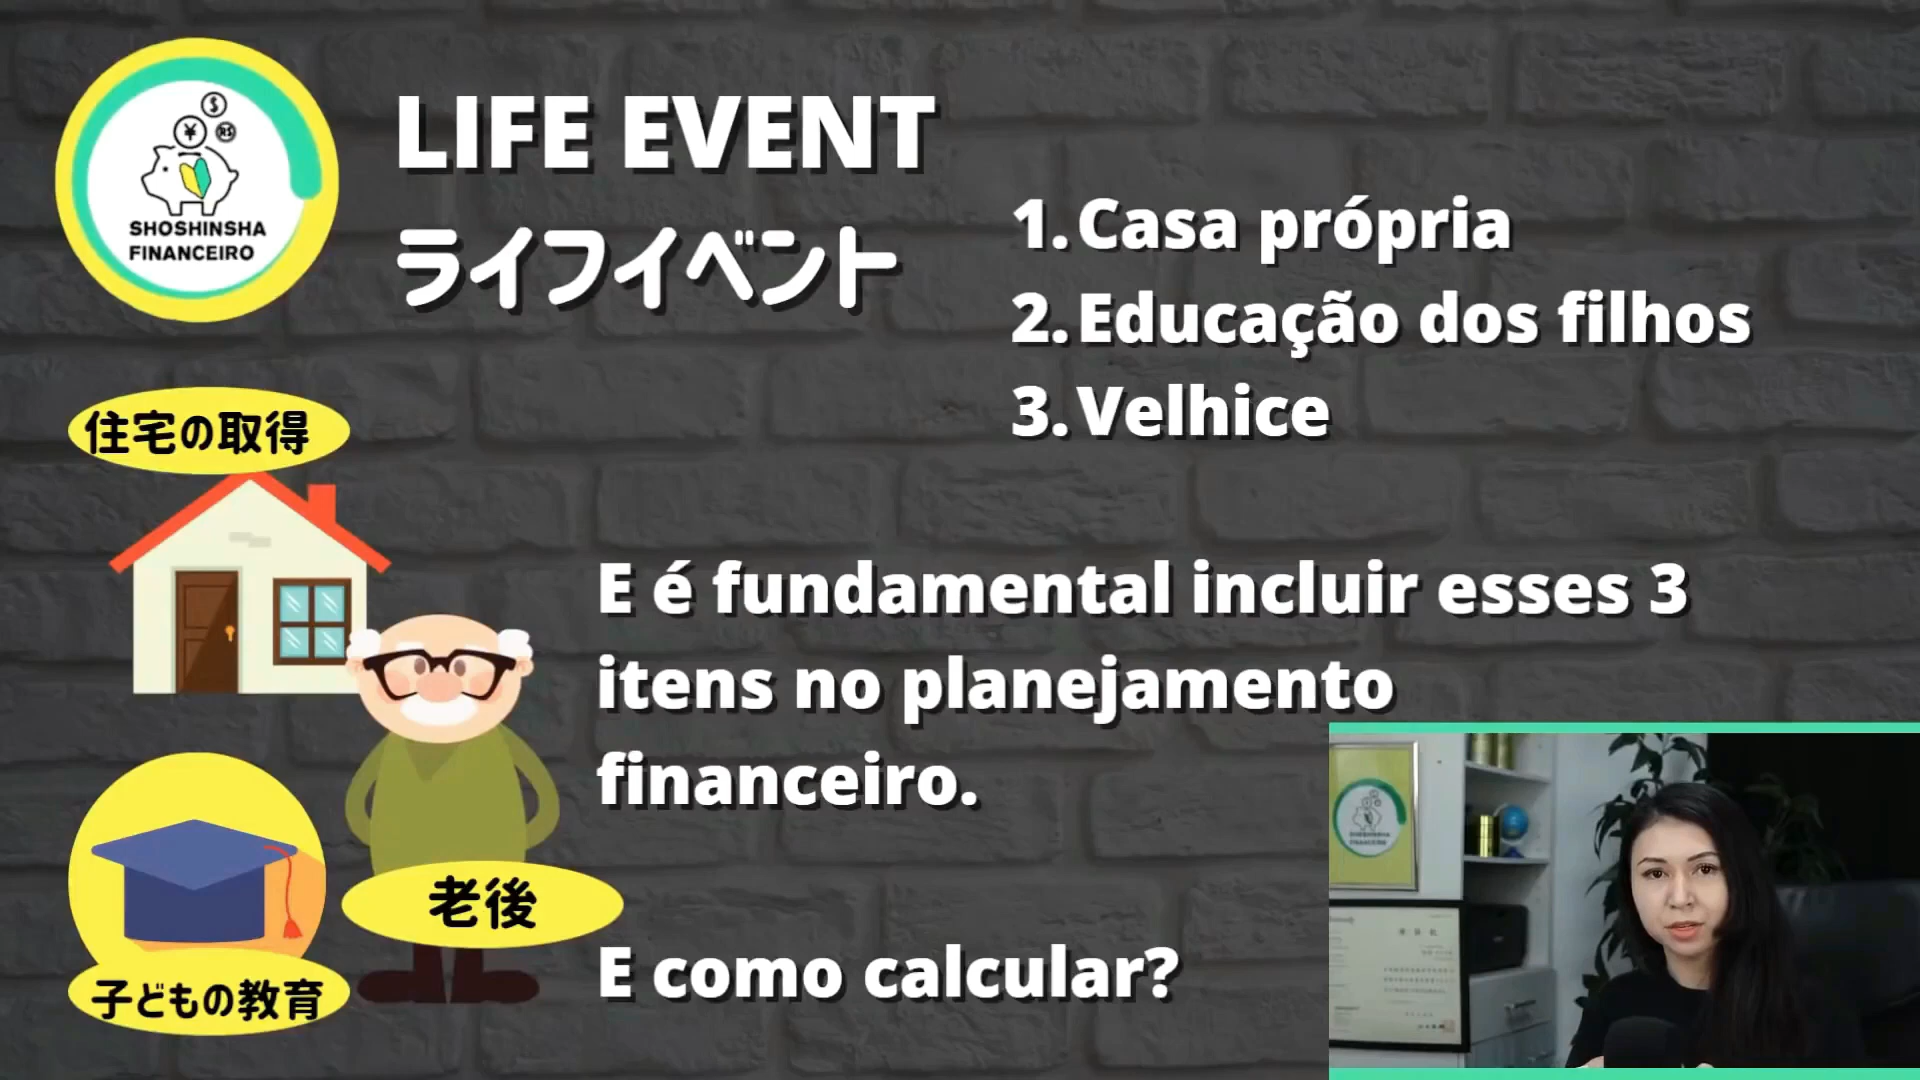 ¥
$
R$
SHOSHINSHA
FINANCEIRO
LIFE EVENT
ライフイベント
1. Casa própria
2. Educação dos filhos
3. Velhice
住宅の取得
E é fundamental incluir esses 3
itens no planejamento
financeiro.
老後
子どもの教育
E como calcular?
SHOSHINSHA
FINANCEIRO